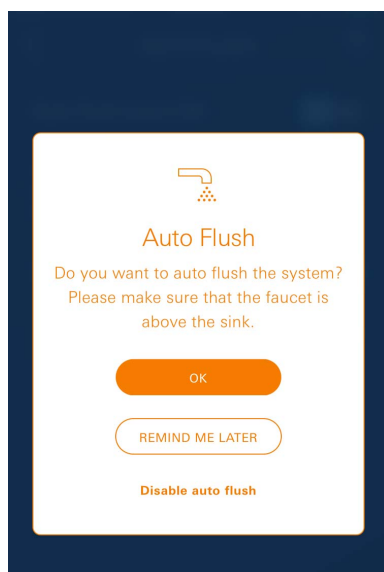 Auto Flush
Do you want to auto flush the system?
Please make sure that the faucet is
above the sink.
OK
REMIND ME LATER
Disable auto flush